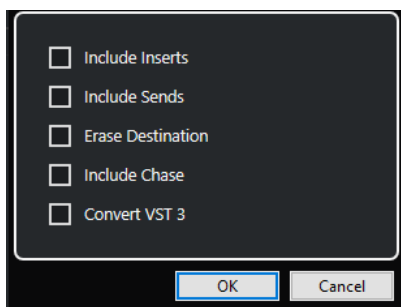 Include Inserts
Include Sends
Erase Destination
Include Chase
Convert VST 3
OK
Cancel